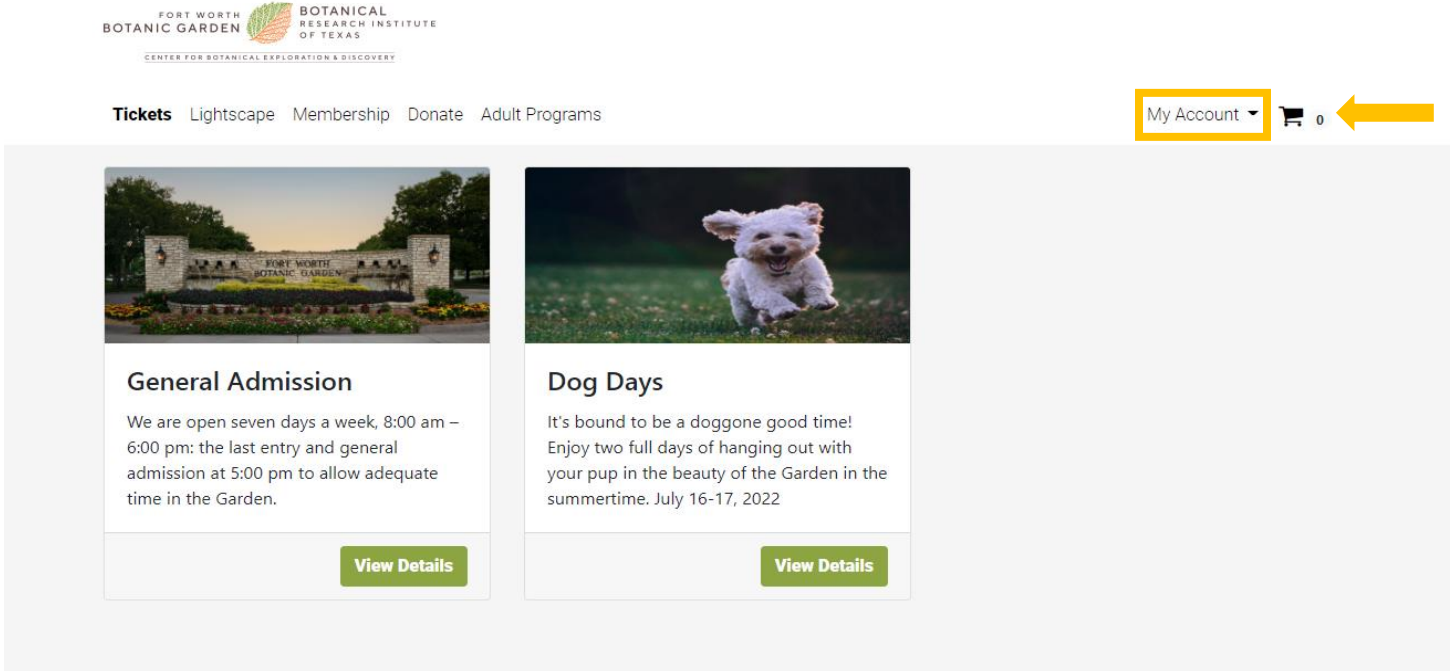 FORT WORTH
BOTANIC GARDEN
BOTANICAL
RESEARCH INSTITUTE
OF TEXAS
CENTER FOR BOTANICAL EXPLORATION & DISCOVERY
Tickets Lightscape Membership Donate Adult Programs
My Account 0
FORT WORTH
BOTANIC GARDEN
General Admission
We are open seven days a week, 8:00 am –
6:00 pm: the last entry and general
admission at 5:00 pm to allow adequate
time in the Garden.
View Details
Dog Days
It's bound to be a doggone good time!
Enjoy two full days of hanging out with
your pup in the beauty of the Garden in the
summertime. July 16-17, 2022
View Details